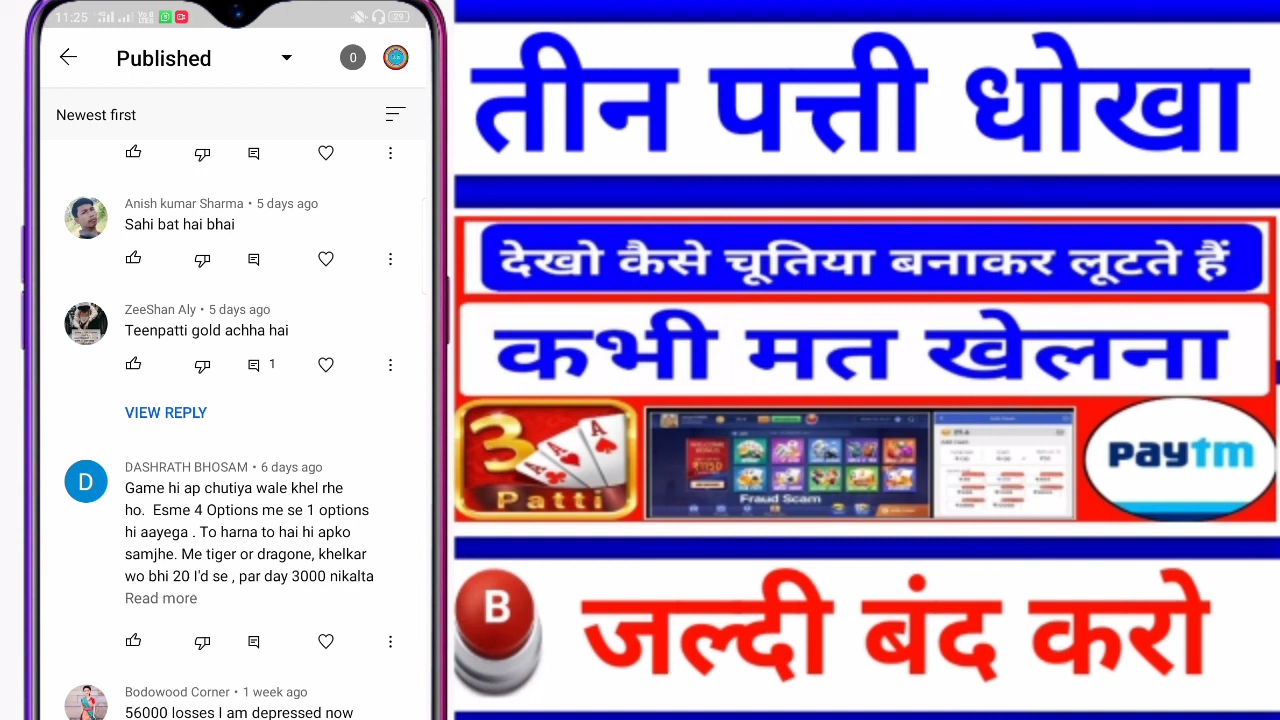 11:25
29
Published
0
Newest first
Anish kumar Sharma • 5 days ago
Sahi bat hai bhai
ZeeShan Aly • 5 days ago
Teenpatti gold achha hai
1
VIEW REPLY
D
DASHRATH BHOSAM • 6 days ago
Game hi ap chutiya wale khel rhe
ho. Esme 4 Options me se 1 options
hi aayega . To harna to hai hi apko
samjhe. Me tiger or dragone, khelkar
wo bhi 20 I'd se , par day 3000 nikalta
Read more
Bodowood Corner • 1 week ago
56000 losses I am depressed now
तीन पत्ती धोखा
देखो कैसे चूतिया बनाकर लूटते हैं
कभी मत खेलना
3
A
A
Patti
WELCOME
BONUS
₹1150
Fraud Scam
paytm
B
जल्दी बंद करो